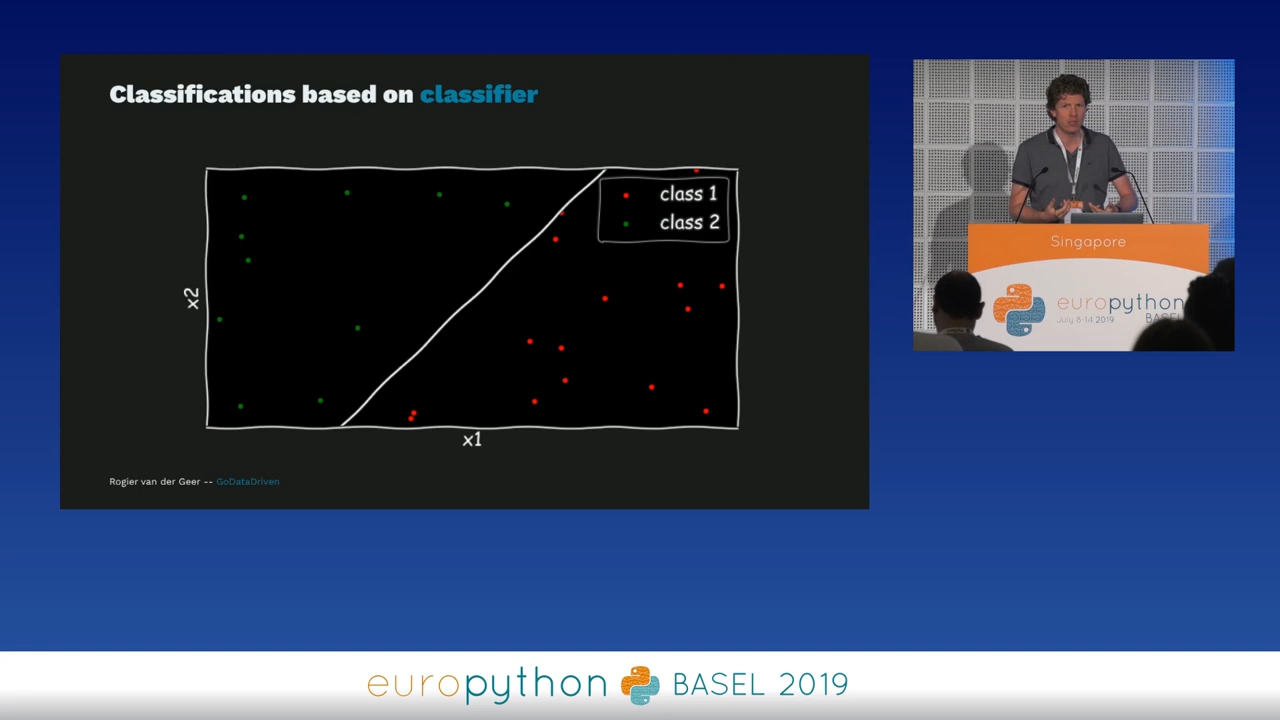 Classifications based on classifier
class 1
class 2
x2
x1
Rogier van der Geer -- GoDataDriven
Singapore
europython
July 8-14 2019
BASEL
europython BASEL 2019